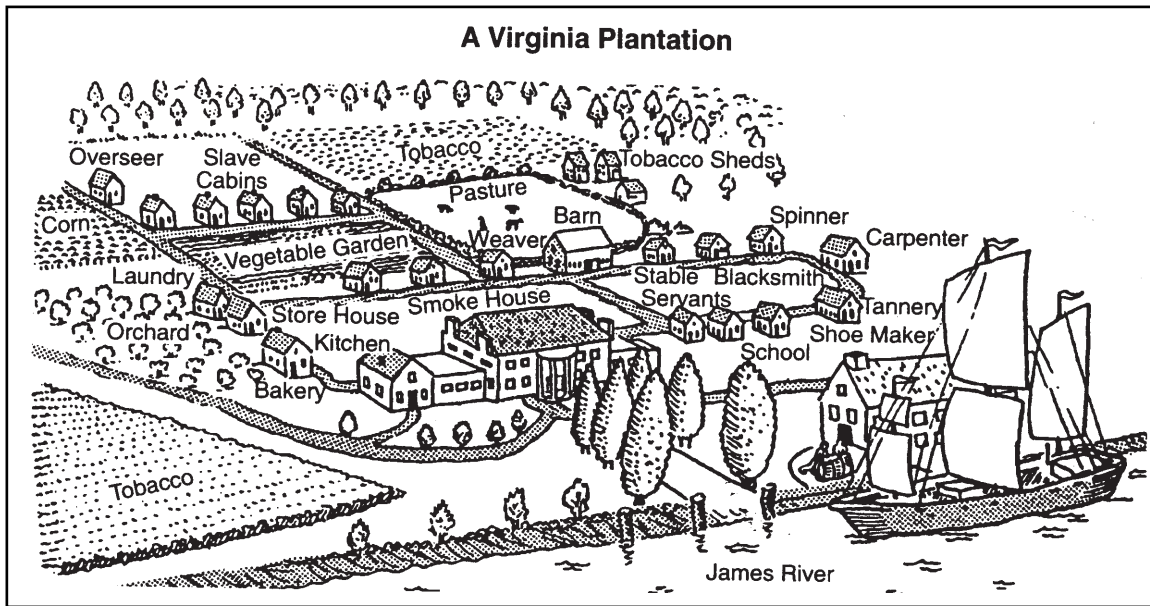 A Virginia Plantation
Tobacco
Tobacco Sheds
Overseer
Slave
Cabins
Pasture
Corn
Vegetable Garden
Weaver
Barn
Spinner
Carpenter
Laundry
Store House
Smoke House
Stable
Blacksmith
Servants
Tannery
Orchard
Kitchen
Bakery
School
Shoe Maker
Tobacco
James River